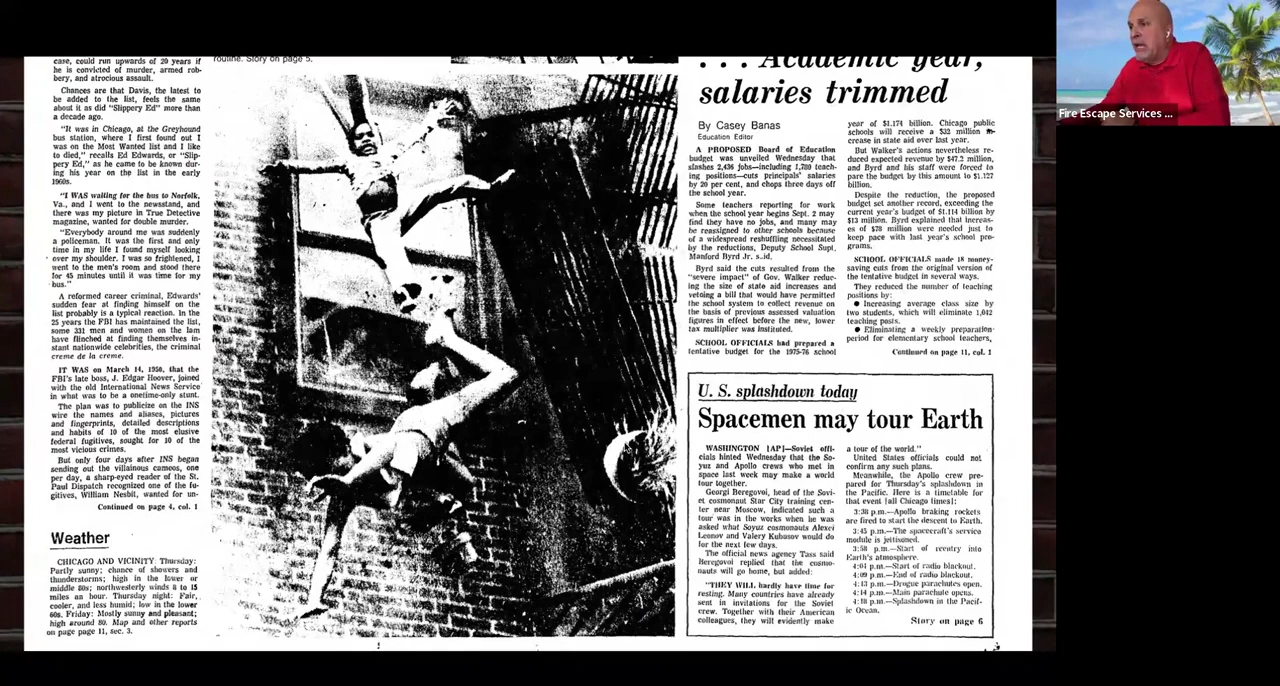 case, could run upwards of 20 years if
he is convicted of murder, armed rob-
bery, and atrocious assault.
Chances are that Davis, the latest to
be added to the list, feels the same
about it as did "Slippery Ed" more than
a decade ago.
"It was in Chicago, at the Greyhound
bus station, where I first found out I
was on the Most Wanted list and I like
to died," recalls Ed Edwards, or "Slip-
pery Ed," as he came to be known dur-
ing his year on the list in the early
1960s.
"I WAS waiting for the bus to Norfolk,
Va., and I went to the newsstand, and
there was my picture in True Detective
magazine, wanted for double murder.
"Everybody around me was suddenly
a policeman. It was the first and only
time in my life I found myself looking
over my shoulder. I was so frightened, I
went to the men's room and stood there
for 45 minutes until it was time for my
bus."
A reformed career criminal, Edwards'
sudden fear at finding himself on the
list probably is a typical reaction. In the
25 years the FBI has maintained the list,
some 331 men and women on the lam
have flinched at finding themselves in-
stant nationwide celebrities, the criminal
creme de la creme.
IT WAS on March 14, 1950, that the
FBI's late boss, J. Edgar Hoover, joined
with the old International News Service
in what was to be a onetime-only stunt.
The plan was to publicize on the INS
wire the names and aliases, pictures
and fingerprints, detailed descriptions
and habits of 10 of the most elusive
federal fugitives, sought for 10 of the
most vicious crimes.
But only four days after INS began
sending out the villainous cameos, one
per day, a sharp-eyed reader of the St.
Paul Dispatch recognized one of the fu-
gitives, William Nesbit, wanted for un-
Continued on page 4, col. 1
Weather
CHICAGO AND VICINITY: Thursday:
Partly sunny; chance of showers and
thunderstorms; high in the lower or
middle 80s; northwesterly winds 8 to 15
miles an hour. Thursday night: Fair,
cooler, and less humid; low in the lower
60s. Friday: Mostly sunny and pleasant;
high around 80. Map and other reports
on page page 11, sec. 3.
routine. Story on page 5.
. . . Academic year,
salaries trimmed
By Casey Banas
Education Editor
A PROPOSED Board of Education
budget was unveiled Wednesday that
slashes 2,436 jobs—including 1,780 teach-
ing positions—cuts principals' salaries
by 20 per cent, and chops three days off
the school year.
Some teachers reporting for work
when the school year begins Sept. 2 may
find they have no jobs, and many may
be reassigned to other schools because
of a widespread reshuffling necessitated
by the reductions, Deputy School Supt.
Manford Byrd Jr. said.
Byrd said the cuts resulted from the
"severe impact" of Gov. Walker reduc-
ing the size of state aid increases and
vetoing a bill that would have permitted
the school system to collect revenue on
the basis of previous assessed valuation
figures in effect before the new, lower
tax multiplier was instituted.
SCHOOL OFFICIALS had prepared a
tentative budget for the 1975-76 school
year of $1.174 billion. Chicago public
schools will receive a $32 million in-
crease in state aid over last year.
But Walker's actions nevertheless re-
duced expected revenue by $47.2 million,
and Byrd and his staff were forced to
pare the budget by this amount to $1.127
billion.
Despite the reduction, the proposed
budget set another record, exceeding the
current year's budget of $1.114 billion by
$13 million. Byrd explained that increas-
es of $78 million were needed just to
keep pace with last year's school pro-
grams.
SCHOOL OFFICIALS made 18 money-
saving cuts from the original version of
the tentative budget in several ways.
They reduced the number of teaching
positions by:
● Increasing average class size by
two students, which will eliminate 1,042
teaching posts.
● Eliminating a weekly preparation
period for elementary school teachers,
Continued on page 11, col. 1
U. S. splashdown today
Spacemen may tour Earth
WASHINGTON [AP]—Soviet offi-
cials hinted Wednesday that the So-
yuz and Apollo crews who met in
space last week may make a world
tour together.
Georgi Beregovoi, head of the Sovi-
et cosmonaut Star City training cen-
ter near Moscow, indicated such a
tour was in the works when he was
asked what Soyuz cosmonauts Alexei
Leonov and Valery Kubasov would do
for the next few days.
The official news agency Tass said
Beregovoi replied that the cosmo-
nauts will go home, but added:
"THEY WILL hardly have time for
resting. Many countries have already
sent in invitations for the Soviet
crew. Together with their American
colleagues, they will evidently make
a tour of the world."
United States officials could not
confirm any such plans.
Meanwhile, the Apollo crew pre-
pared for Thursday's splashdown in
the Pacific. Here is a timetable for
that event [all Chicago times]:
3:38 p.m.—Apollo braking rockets
are fired to start the descent to Earth.
3:45 p.m.—The spacecraft's service
module is jettisoned.
3:58 p.m.—Start of reentry into
Earth's atmosphere.
4:04 p.m.—Start of radio blackout.
4:09 p.m.—End of radio blackout.
4:13 p.m.—Drogue parachutes open.
4:14 p.m.—Main parachute opens.
4:18 p.m.—Splashdown in the Pacif-
ic Ocean.
Story on page 6
Fire Escape Services ...